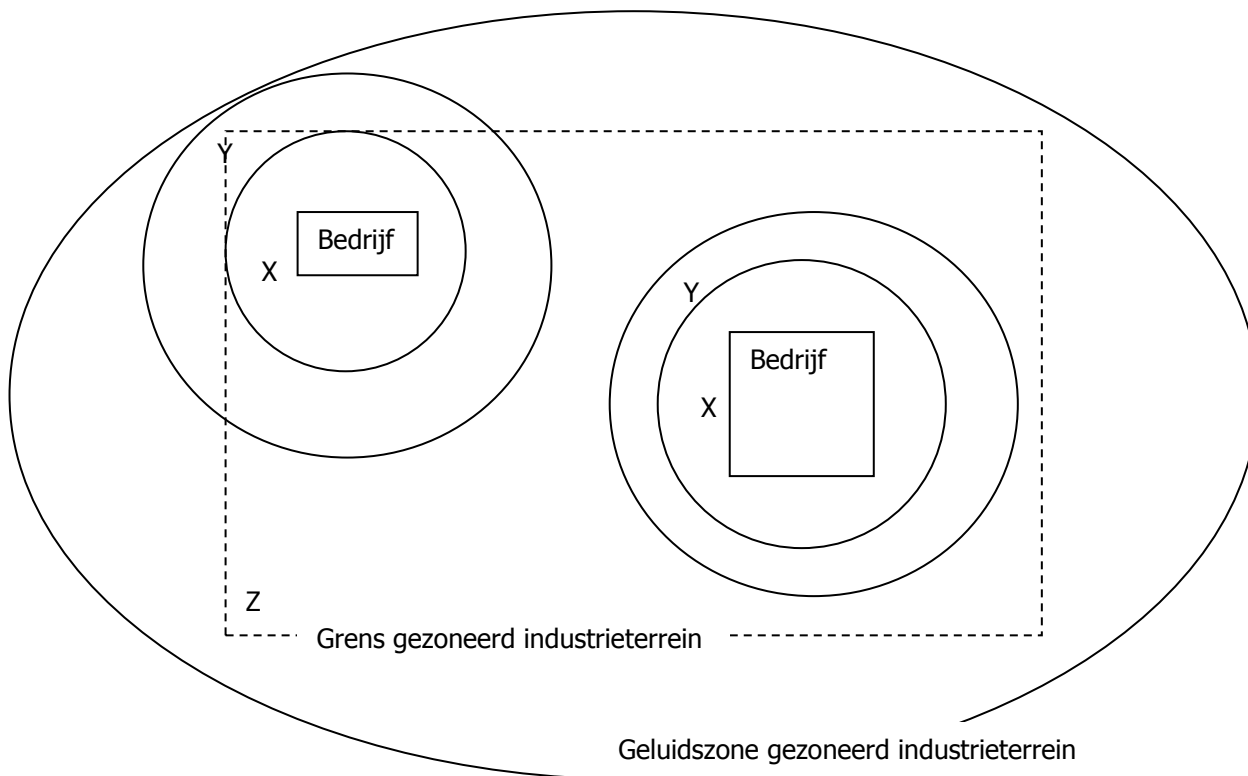 Y
Bedrijf
X
Y
Bedrijf
X
Z
Grens gezoneerd industrieterrein
Geluidszone gezoneerd industrieterrein